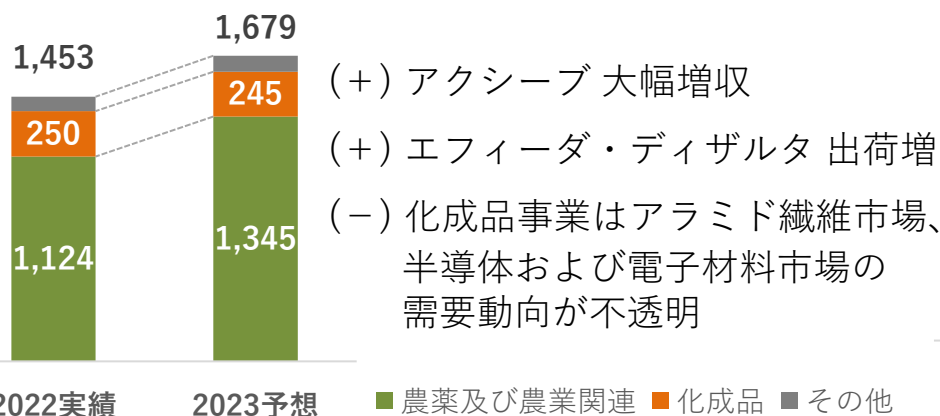 1,453
1,679
250
245
1,124
1,345
(＋) アクシーブ 大幅増収
(＋) エフィーダ・ディザルタ 出荷増
(－) 化成品事業はアラミド繊維市場、
半導体および電子材料市場の
需要動向が不透明
2022実績
2023予想
農薬及び農業関連 化成品 その他